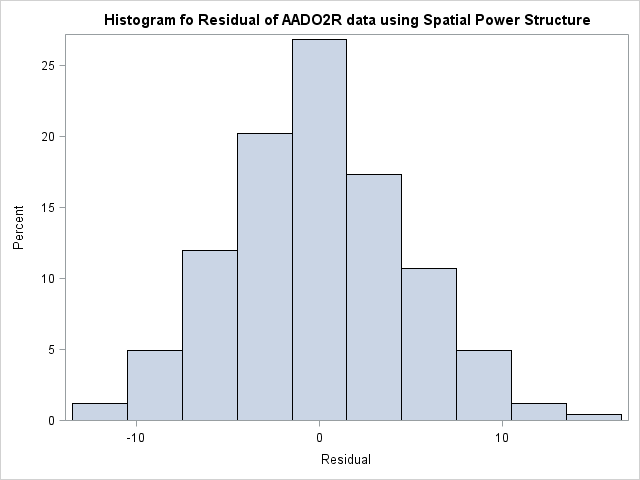 Histogram fo Residual of AADO2R data using Spatial Power Structure
25
20
15
10
5
0
Percent
-10 0 10
Residual